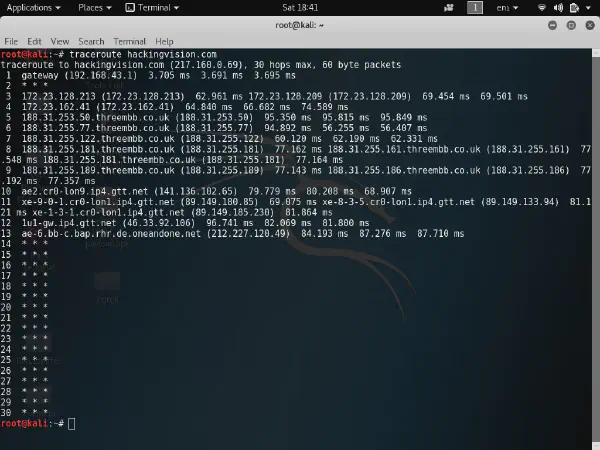 Applications ▾ Places ▾ Terminal ▾ Sat 18:41 1 en₁ ▾
root@kali: ~
File Edit View Search Terminal Help
root@kali:~# traceroute hackingvision.com
traceroute to hackingvision.com (217.160.0.69), 30 hops max, 60 byte packets
1 gateway (192.168.43.1) 3.705 ms 3.691 ms 3.695 ms
2 * * *
3 172.23.128.213 (172.23.128.213) 62.961 ms 172.23.128.209 (172.23.128.209) 69.454 ms 69.501 ms
4 172.23.162.41 (172.23.162.41) 64.840 ms 66.682 ms 74.589 ms
5 188.31.253.50.threembb.co.uk (188.31.253.50) 95.350 ms 95.815 ms 95.849 ms
6 188.31.255.77.threembb.co.uk (188.31.255.77) 94.892 ms 56.255 ms 56.407 ms
7 188.31.255.122.threembb.co.uk (188.31.255.122) 60.120 ms 62.190 ms 62.331 ms
8 188.31.255.181.threembb.co.uk (188.31.255.181) 77.162 ms 188.31.255.161.threembb.co.uk (188.31.255.161) 77
.548 ms 188.31.255.181.threembb.co.uk (188.31.255.181) 77.164 ms
9 188.31.255.189.threembb.co.uk (188.31.255.189) 77.143 ms 188.31.255.186.threembb.co.uk (188.31.255.186) 77
.192 ms 77.357 ms
10 ae2.cr0-lon9.ip4.gtt.net (141.136.102.65) 79.779 ms 80.208 ms 68.907 ms
11 xe-9-0-1.cr0-lon1.ip4.gtt.net (89.149.180.85) 69.075 ms xe-8-3-5.cr0-lon1.ip4.gtt.net (89.149.133.94) 81.1
21 ms xe-1-3-1.cr0-lon1.ip4.gtt.net (89.149.185.230) 81.864 ms
12 1u1-gw.ip4.gtt.net (46.33.92.106) 96.741 ms 82.069 ms 81.800 ms
13 ae-6.bb-c.bap.rhr.de.oneandone.net (212.227.120.49) 84.193 ms 87.276 ms 87.710 ms
14 * * *
15 * * *
16 * * *
17 * * *
18 * * *
19 * * *
20 * * *
21 * * *
22 * * *
23 * * *
24 * * *
25 * * *
26 * * *
27 * * *
28 * * *
29 * * *
30 * * *
root@kali:~#